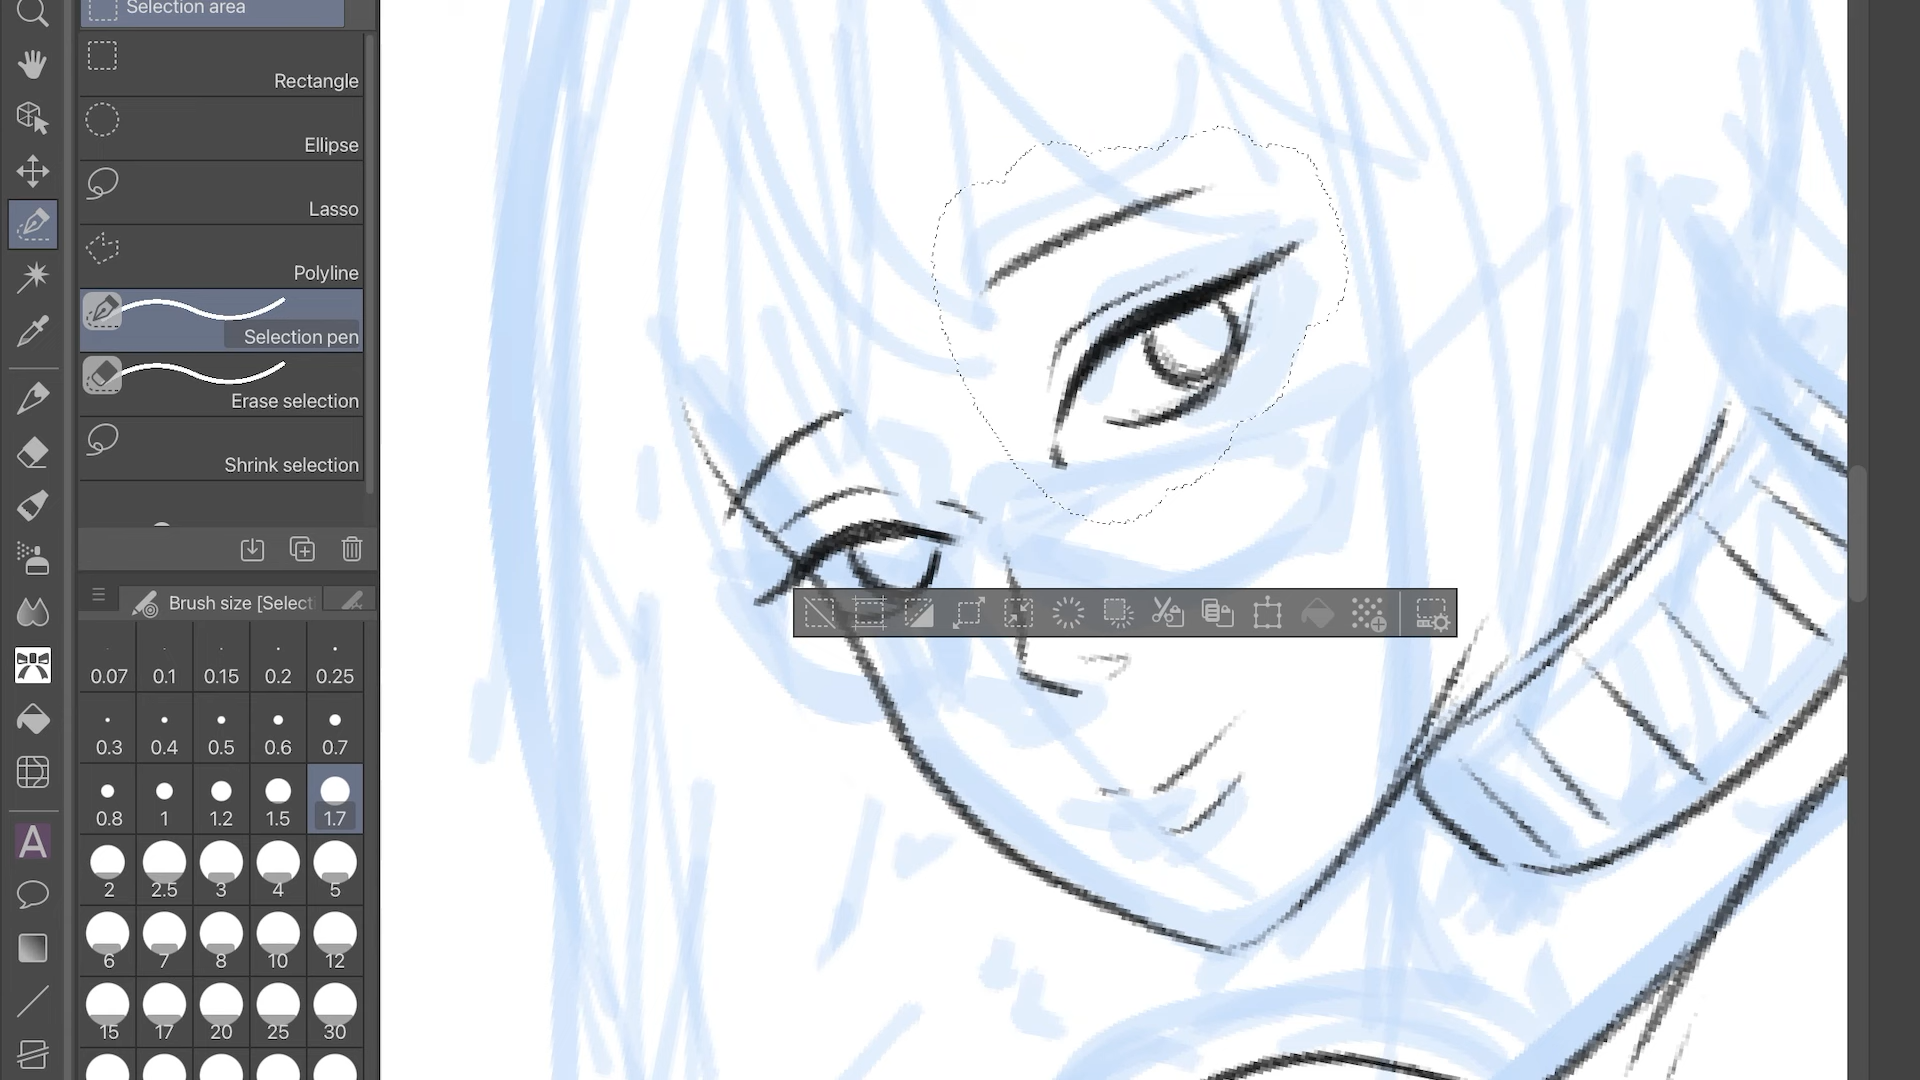 Selection area
Rectangle
Ellipse
Lasso
Polyline
Selection pen
Erase selection
Shrink selection
Brush size [Select
0.07 0.1 0.15 0.2 0.25
0.3 0.4 0.5 0.6 0.7
0.8 1 1.2 1.5 1.7
2 2.5 3 4 5
6 7 8 10 12
15 17 20 25 30
A